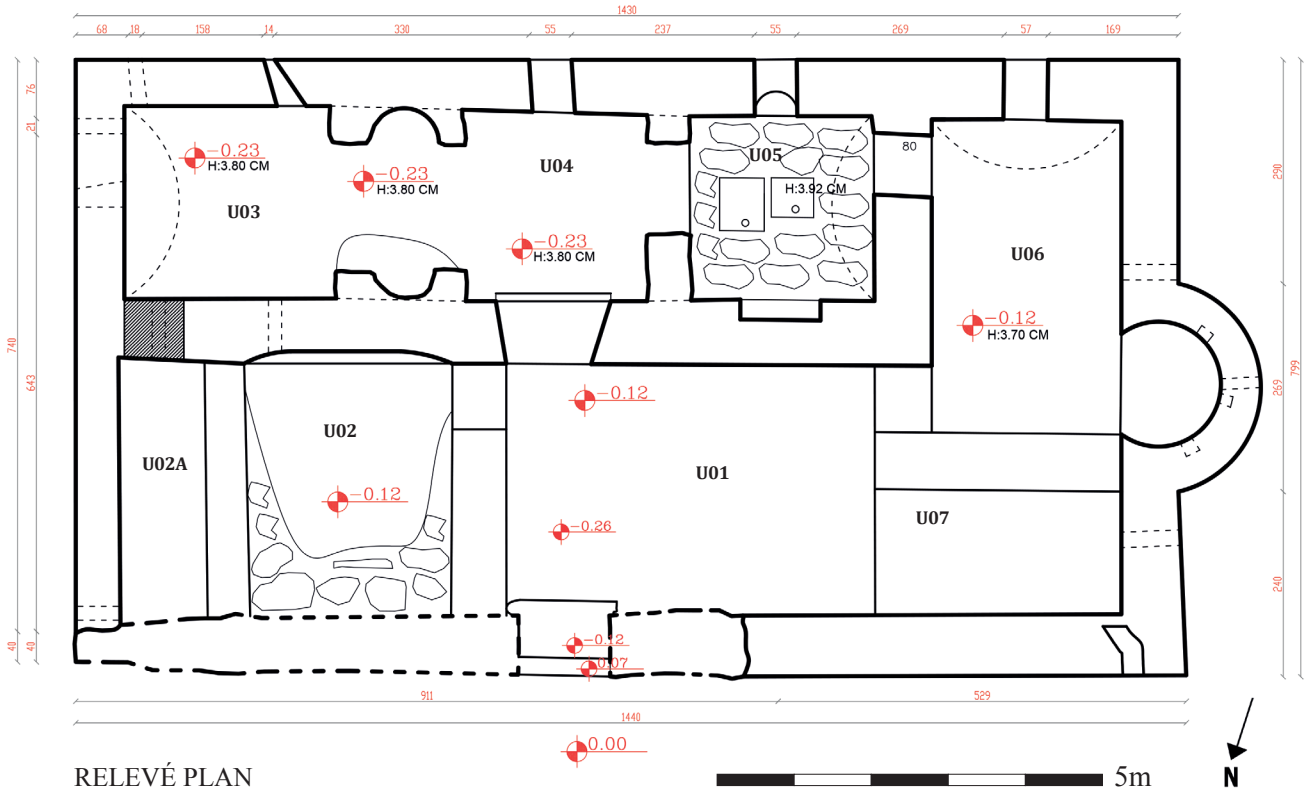 1430
68 18 158 14 330 55 237 55 269 57 169
76
21
740
643
40
40
290
269
799
240
U05
80
−0.23
H:3.80 CM
−0.23
H:3.80 CM
U04
H:3.92 CM
U03
−0.23
H:3.80 CM
U06
−0.12
H:3.70 CM
−0.12
U02
U02A
U01
−0.12
−0.26
U07
−0.12
0.07
911 529
1440
0.00
RELEVÉ PLAN
5m
N